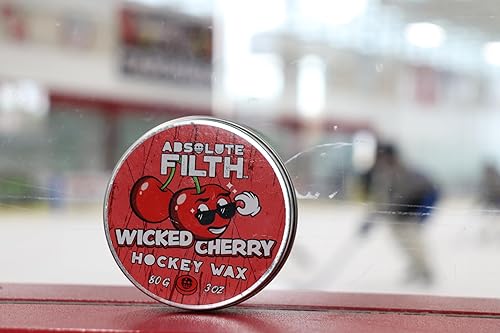 ABSOLUTE
FILTH
WICKED CHERRY
HOCKEY WAX
80 G 3 OZ